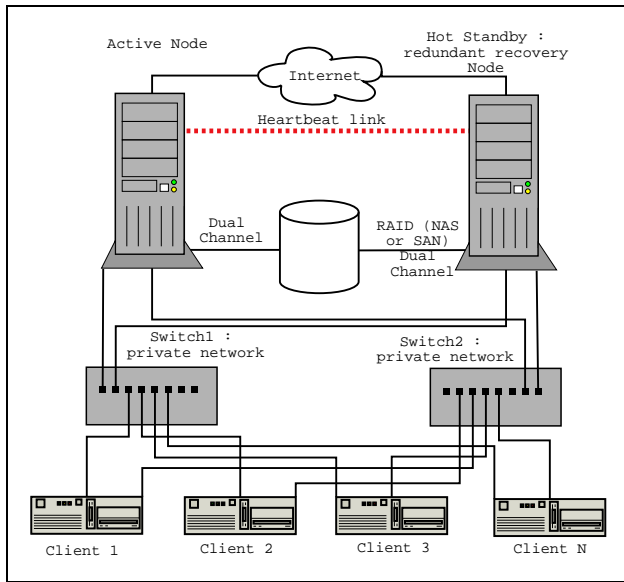 Active Node
Hot Standby :
redundant recovery
Node
Internet
Heartbeat link
Dual
Channel
RAID (NAS
or SAN)
Dual
Channel
Switch1 :
private network
Switch2 :
private network
Client 1
Client 2
Client 3
Client N